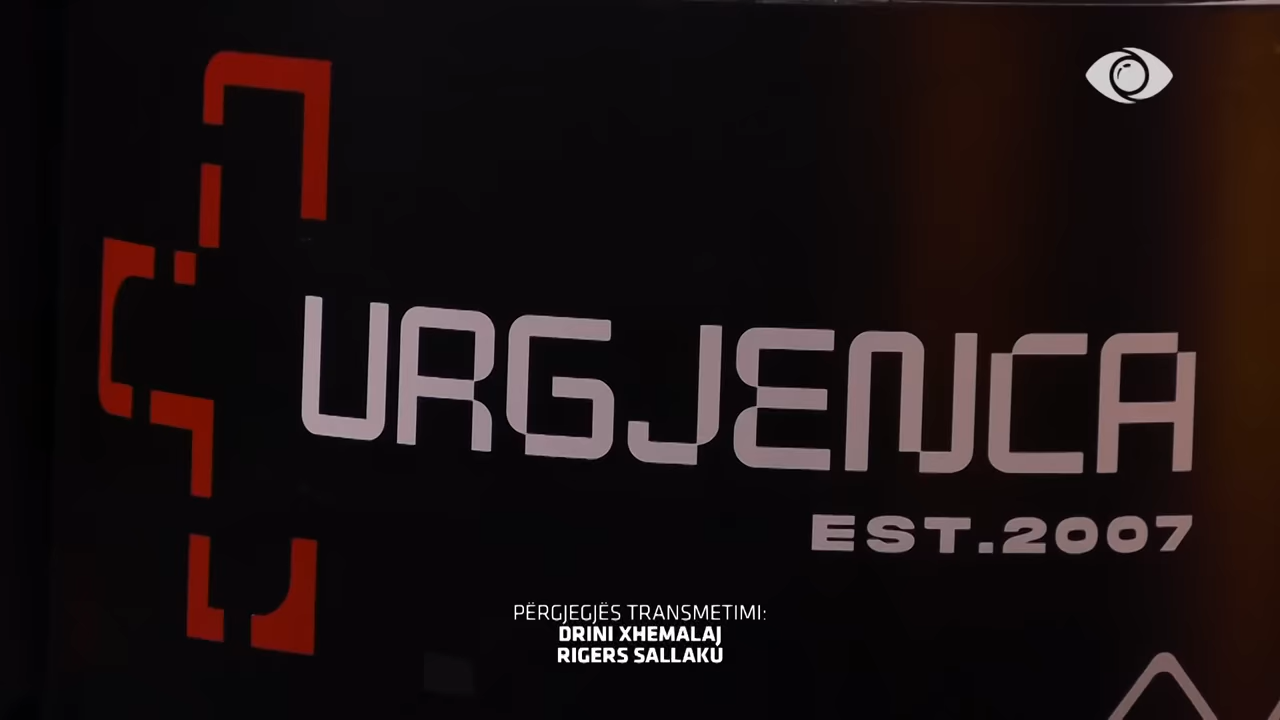 URGJENCA
EST.2007
PËRGJEGJËS TRANSMETIMI:
DRINI XHEMALAJ
RIGERS SALLAKU